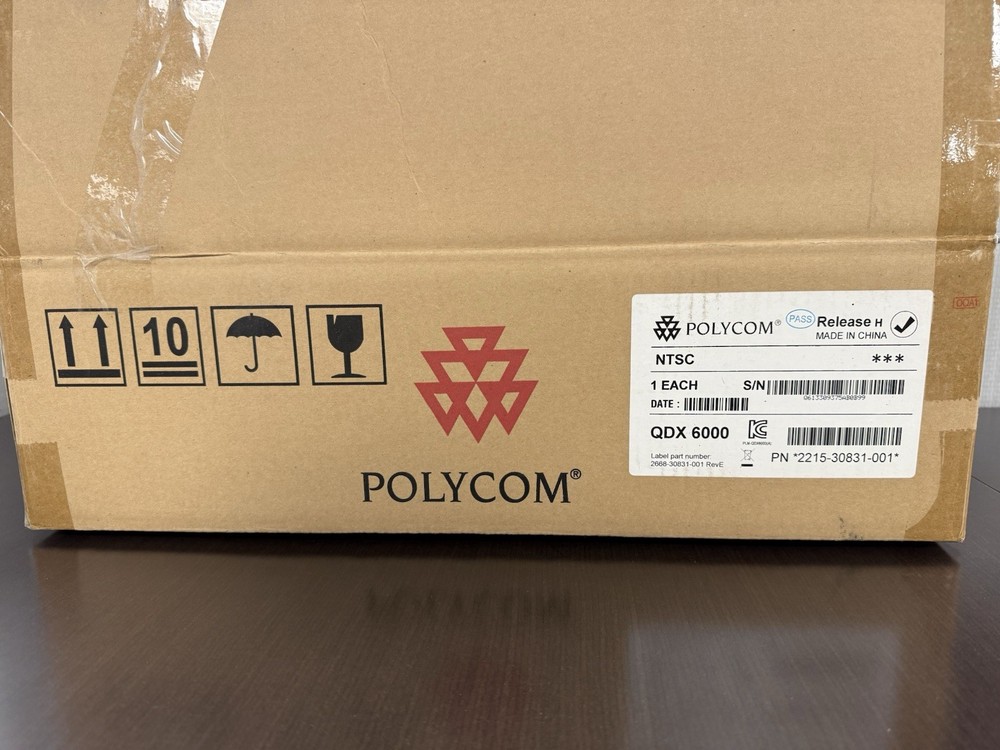 10
POLYCOM®
POLYCOM® PASS Release H
MADE IN CHINA
NTSC ***
1 EACH S/N
DATE :
QDX 6000
Label part number:
2668-30831-001 RevE
PN *2215-30831-001*